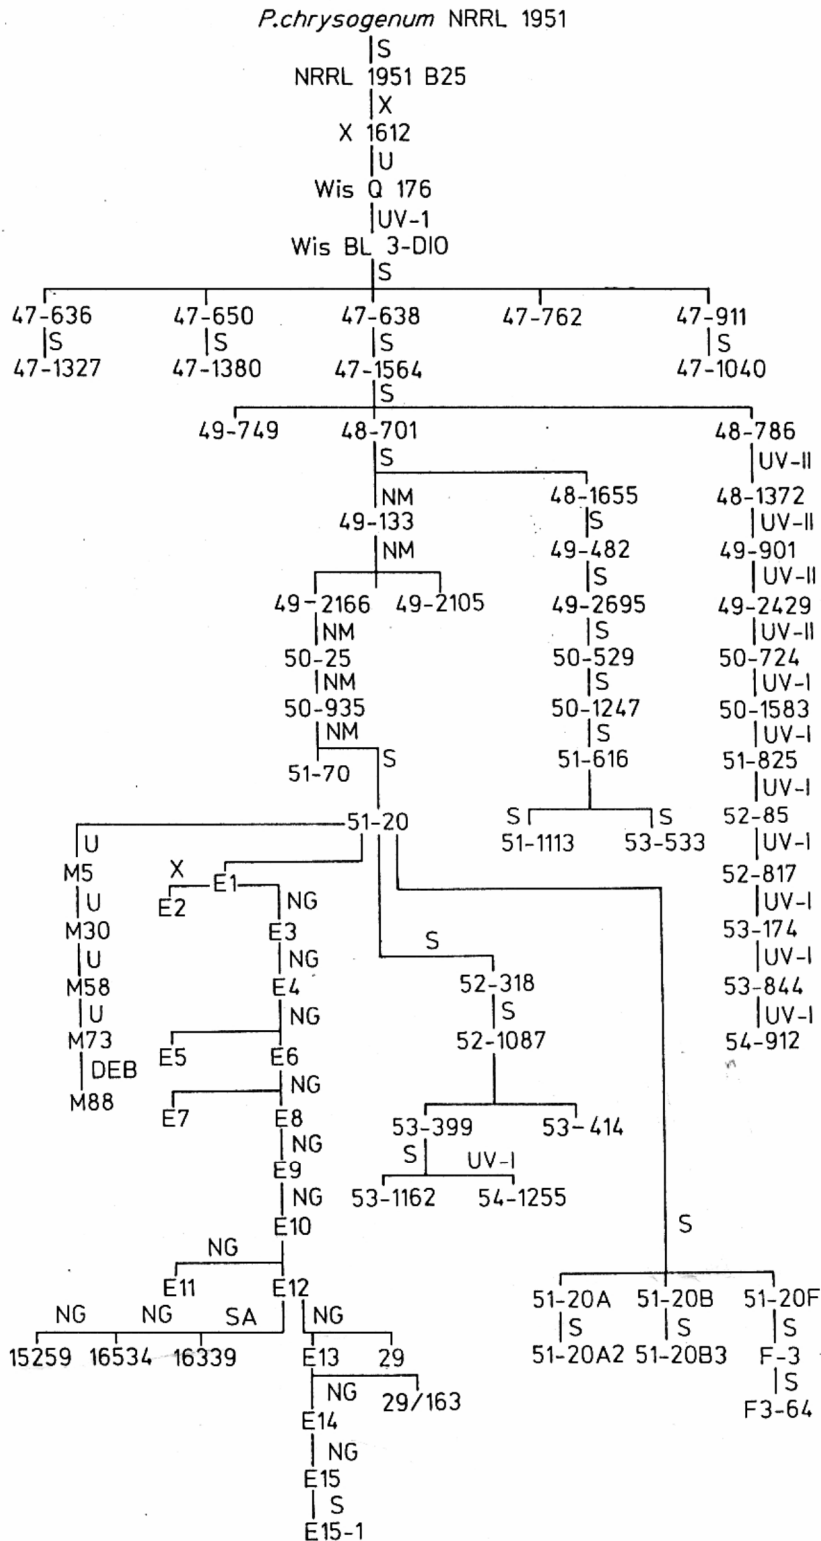 P.chrysogenum NRRL 1951
S
NRRL 1951 B25
X
X 1612
U
Wis Q 176
UV-1
Wis BL 3-DIO
S
47-636 47-650 47-638 47-762 47-911
S S S S
47-1327 47-1380 47-1564 47-1040
S
49-749 48-701 48-786
S UV-II
NM 48-1655 48-1372
49-133 S UV-II
NM 49-482 49-901
S UV-II
49-2166 49-2105 49-2695 49-2429
NM S UV-II
50-25 50-529 50-724
NM S UV-I
50-935 50-1247 50-1583
NM S UV-I
51-70 S 51-616 51-825
UV-I
51-20 S S 52-85
U 51-1113 53-533 UV-I
M5 X E1 52-817
U E2 NG UV-I
M30 E3 53-174
U NG S UV-I
M58 E4 52-318 53-844
U NG S UV-I
M73 E5 E6 52-1087 54-912
DEB NG
M88 E7 E8 53-399 53-414
NG S UV-I
E9 53-1162 54-1255
NG
E10 S
NG
E11 E12 51-20A 51-20B 51-20F
NG NG SA NG S S S
15259 16534 16339 E13 29 51-20A2 51-20B3 F-3
NG 29/163 S
E14 F3-64
NG
E15
S
E15-1